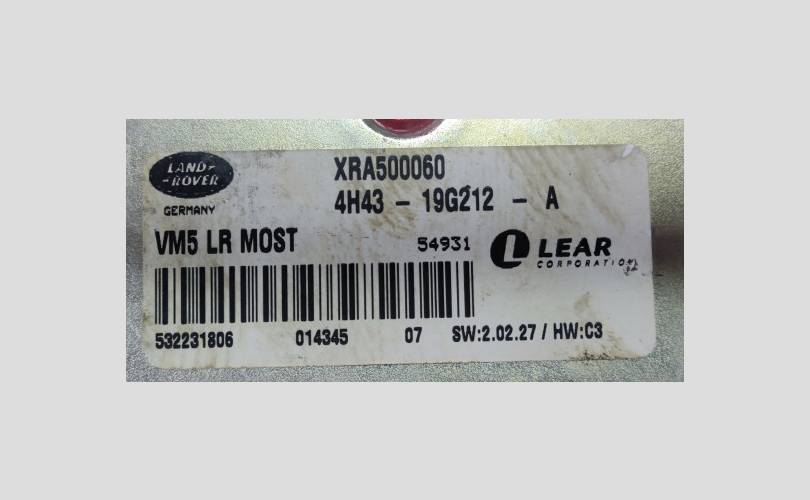 LAND-
-ROVER
GERMANY
XRA500060
4H43 - 19G212 - A
VM5 LR MOST
54931
LEAR
CORPORATION
532231806 014345 07 SW:2.02.27 / HW:C3